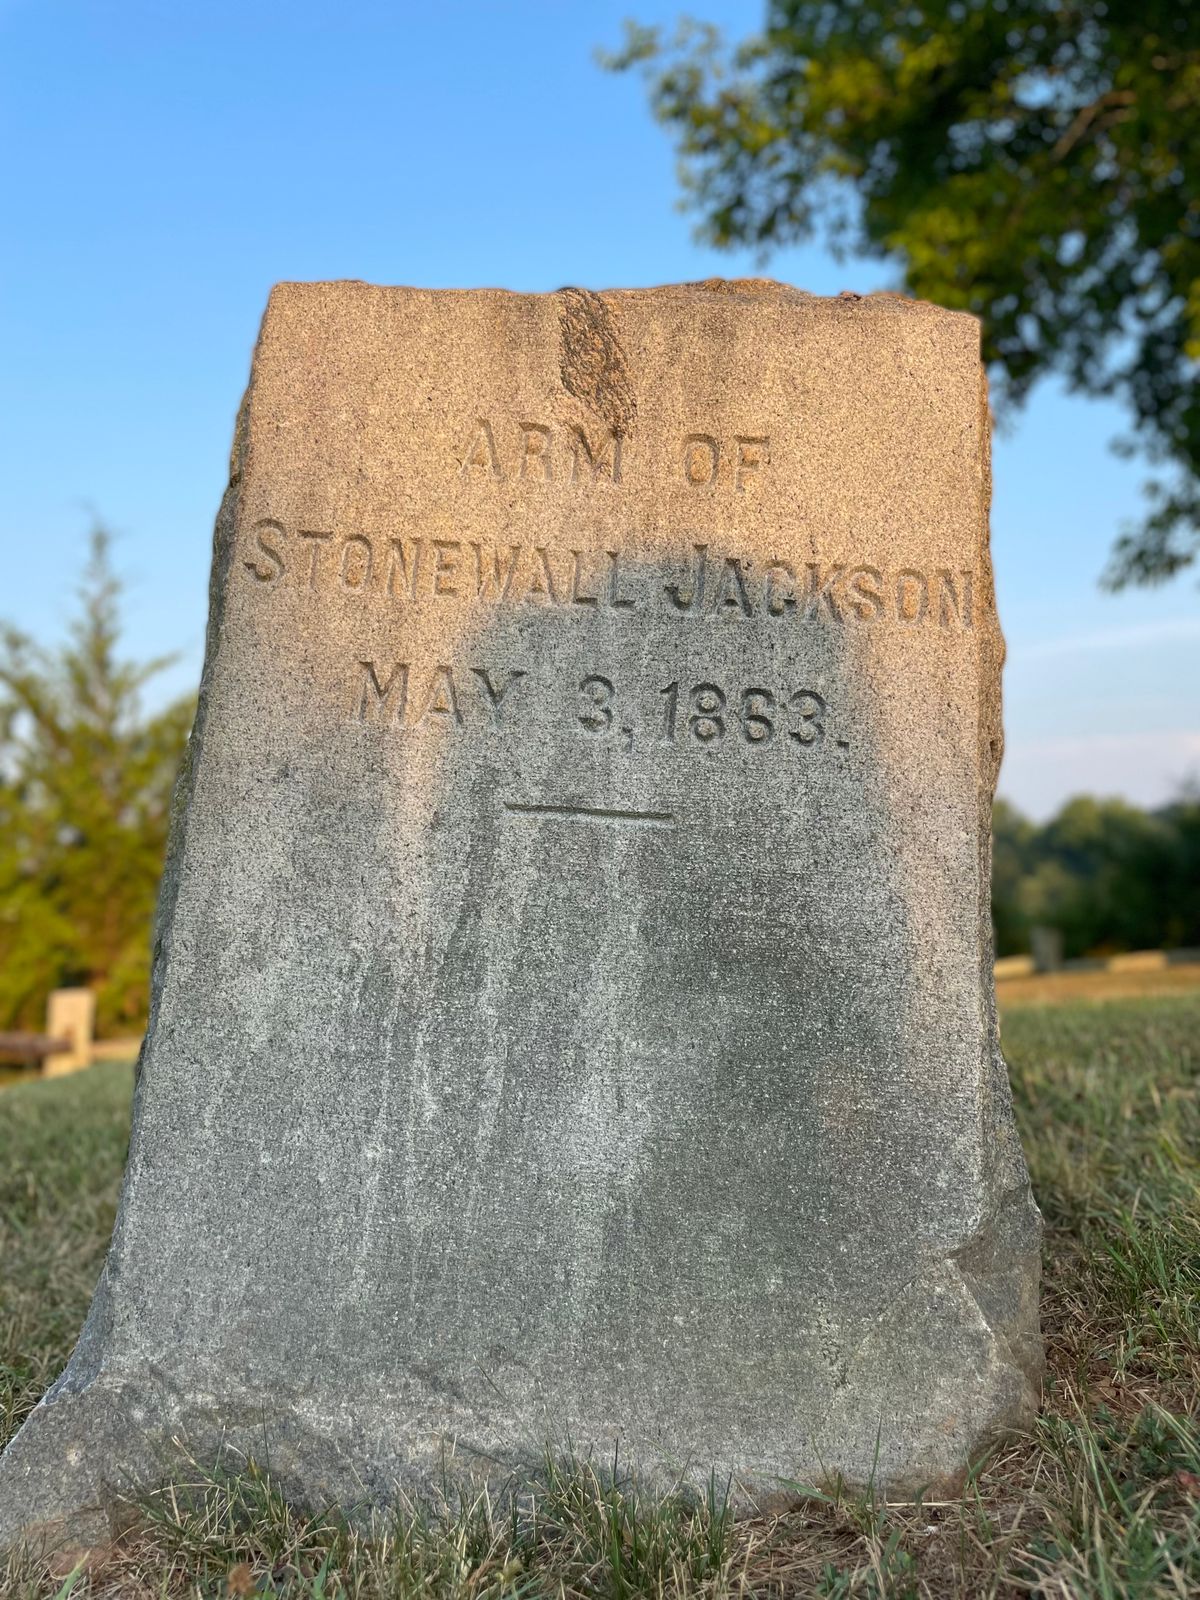 ARM OF
STONEWALL JACKSON
MAY 3, 1863.